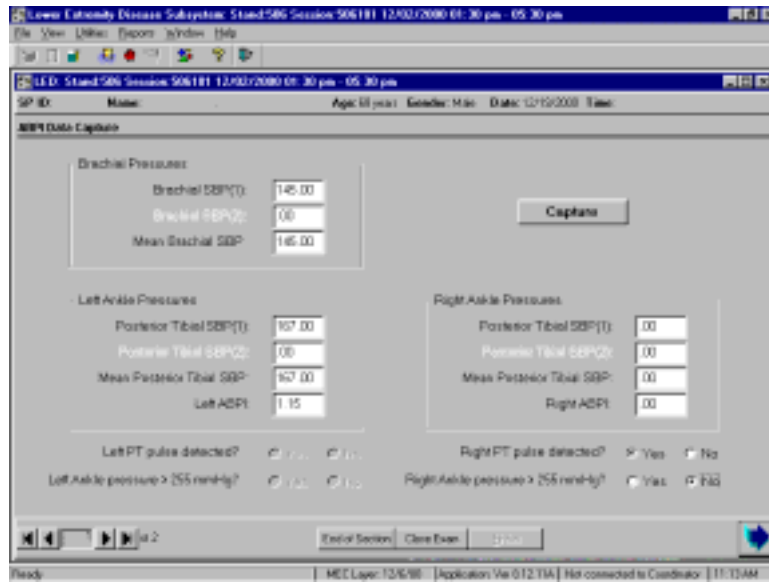 Lower Extremity Disease Subsystem: Stand:506 Session:506101 12/02/2000 01:30 pm - 05:30 pm
File View Utilities Reports Window Help
LED: Stand:506 Session:506101 12/02/2000 01:30 pm - 05:30 pm
SP ID: Name: Age: years Gender: Male Date: 12/19/2000 Time:
ABPI Data Capture
Brachial Pressures
Brachial SBP(1): 145.00
Brachial SBP(2): .00
Capture
Mean Brachial SBP: 145.00
Left Ankle Pressures Right Ankle Pressures
Posterior Tibial SBP(1): 167.00 Posterior Tibial SBP(1): .00
Posterior Tibial SBP(2): .00 Posterior Tibial SBP(2): .00
Mean Posterior Tibial SBP: 167.00 Mean Posterior Tibial SBP: .00
Left ABPI: 1.15 Right ABPI: .00
Left PT pulse detected? Yes No Right PT pulse detected? Yes No
Left Ankle pressure > 255 mmHg? Yes No Right Ankle pressure > 255 mmHg? Yes No
of 2 End of Section Close Exam
Ready MEC Layer: 12/6/00 Application: Ver 0.12.11A Not connected to Coordinator 11:13 AM